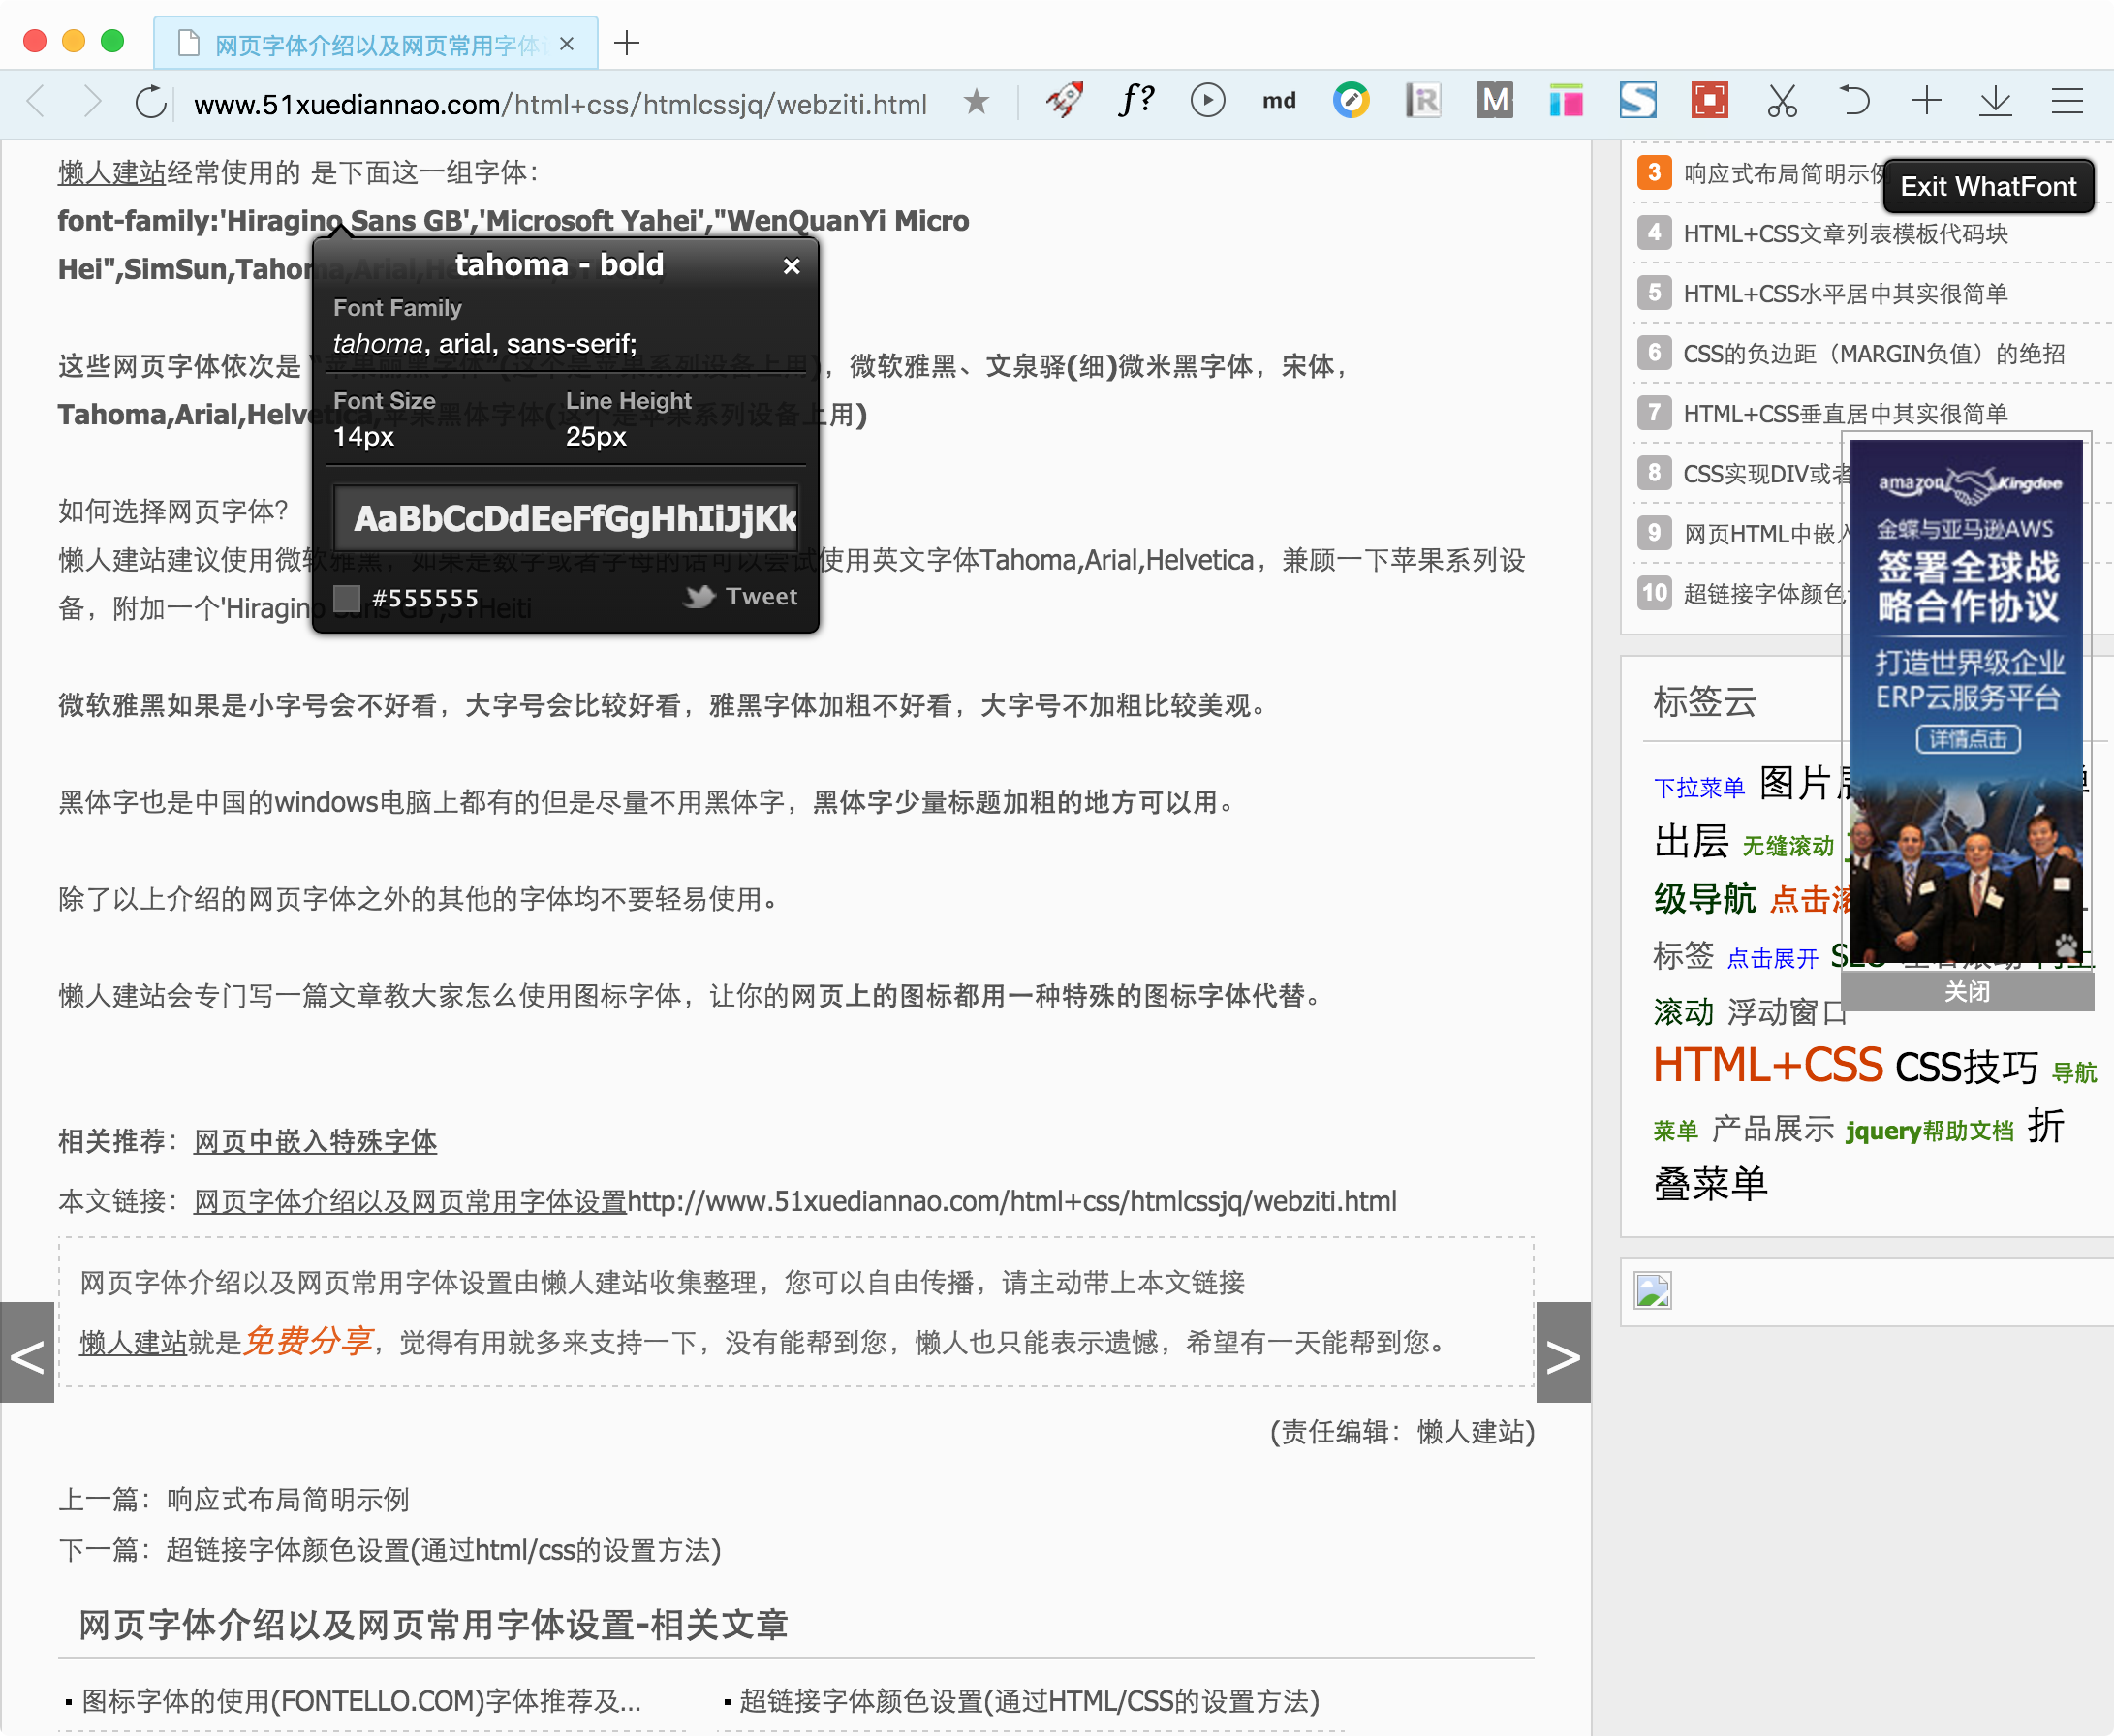 网页字体介绍以及网页常用字体
www.51xuediannao.com/html+css/htmlcssjq/webziti.html
f?
md
R
M
S
懒人建站经常使用的 是下面这一组字体：
font-family:'Hiragino Sans GB','Microsoft Yahei',"WenQuanYi Micro
Hei",SimSun,Tahoma,Arial,He
tahoma - bold
Font Family
tahoma, arial, sans-serif;
Font Size
Line Height
14px
25px
AaBbCcDdEeFfGgHhIiJjKk
#555555
Tweet
这些网页字体依次是 “苹果丽黑字体”(这个是苹果系列设备上用)，微软雅黑、文泉驿(细)微米黑字体，宋体，
Tahoma,Arial,Helvetica,苹果黑体字体(这个是苹果系列设备上用)
如何选择网页字体？
懒人建站建议使用微软雅黑，如果是数字或者字母的话可以尝试使用英文字体Tahoma,Arial,Helvetica，兼顾一下苹果系列设
备，附加一个'Hiragino Sans GB',STHeiti
微软雅黑如果是小字号会不好看，大字号会比较好看，雅黑字体加粗不好看，大字号不加粗比较美观。
黑体字也是中国的windows电脑上都有的但是尽量不用黑体字，黑体字少量标题加粗的地方可以用。
除了以上介绍的网页字体之外的其他的字体均不要轻易使用。
懒人建站会专门写一篇文章教大家怎么使用图标字体，让你的网页上的图标都用一种特殊的图标字体代替。
相关推荐：网页中嵌入特殊字体
本文链接：网页字体介绍以及网页常用字体设置http://www.51xuediannao.com/html+css/htmlcssjq/webziti.html
网页字体介绍以及网页常用字体设置由懒人建站收集整理，您可以自由传播，请主动带上本文链接
懒人建站就是免费分享，觉得有用就多来支持一下，没有能帮到您，懒人也只能表示遗憾，希望有一天能帮到您。
<
>
(责任编辑：懒人建站)
上一篇：响应式布局简明示例
下一篇：超链接字体颜色设置(通过html/css的设置方法)
网页字体介绍以及网页常用字体设置-相关文章
图标字体的使用(FONTELLO.COM)字体推荐及...
超链接字体颜色设置(通过HTML/CSS的设置方法)
3 响应式布局简明示例
Exit WhatFont
4 HTML+CSS文章列表模板代码块
5 HTML+CSS水平居中其实很简单
6 CSS的负边距（MARGIN负值）的绝招
7 HTML+CSS垂直居中其实很简单
8 CSS实现DIV或者
9 网页HTML中嵌入
10 超链接字体颜色
amazon Kingdee
金蝶与亚马逊AWS
签署全球战
略合作协议
打造世界级企业
ERP云服务平台
详情点击
关闭
标签云
下拉菜单 图片展
出层 无缝滚动
级导航 点击滚
标签 点击展开 SEO 左右滚动 向上
滚动 浮动窗口
HTML+CSS CSS技巧 导航
菜单 产品展示 jquery帮助文档 折
叠菜单